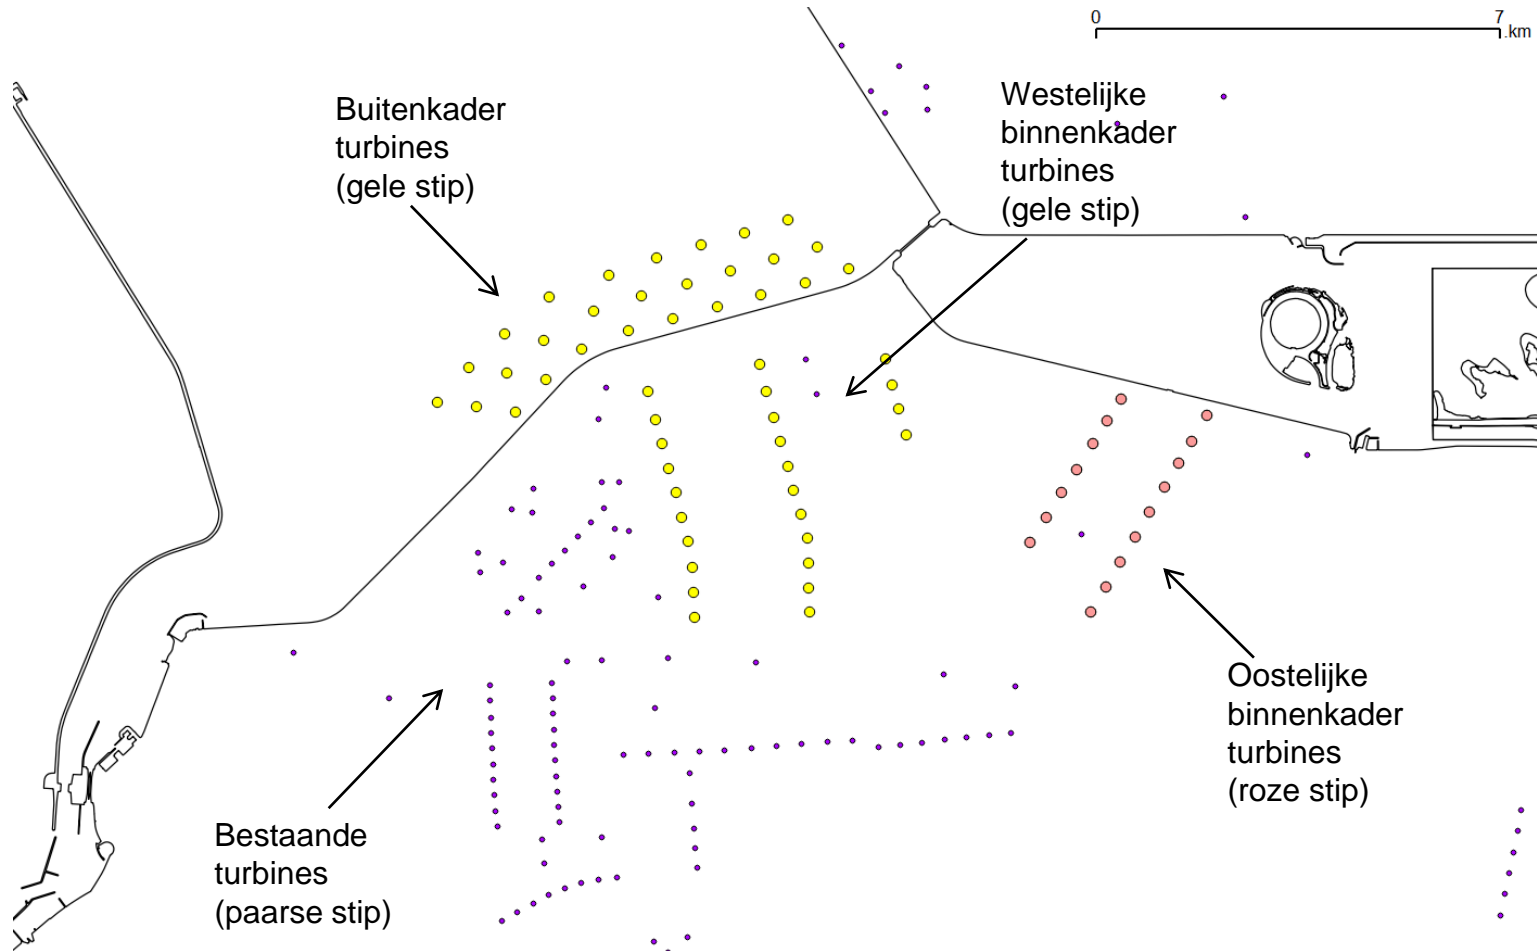 0 7
.km
Buitenkader
turbines
(gele stip)
Westelijke
binnenkader
turbines
(gele stip)
Oostelijke
binnenkader
turbines
(roze stip)
Bestaande
turbines
(paarse stip)